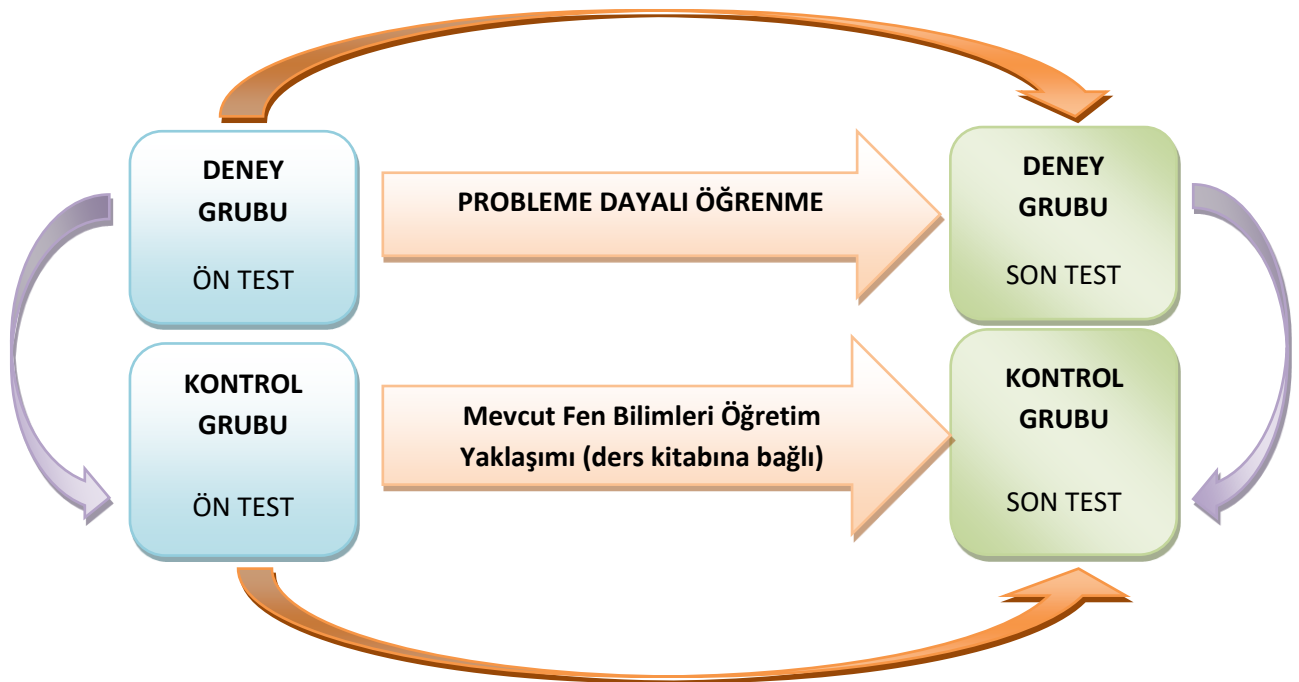 DENEY
GRUBU
ÖN TEST
PROBLEME DAYALI ÖĞRENME
DENEY
GRUBU
SON TEST
KONTROL
GRUBU
ÖN TEST
Mevcut Fen Bilimleri Öğretim
Yaklaşımı (ders kitabına bağlı)
KONTROL
GRUBU
SON TEST